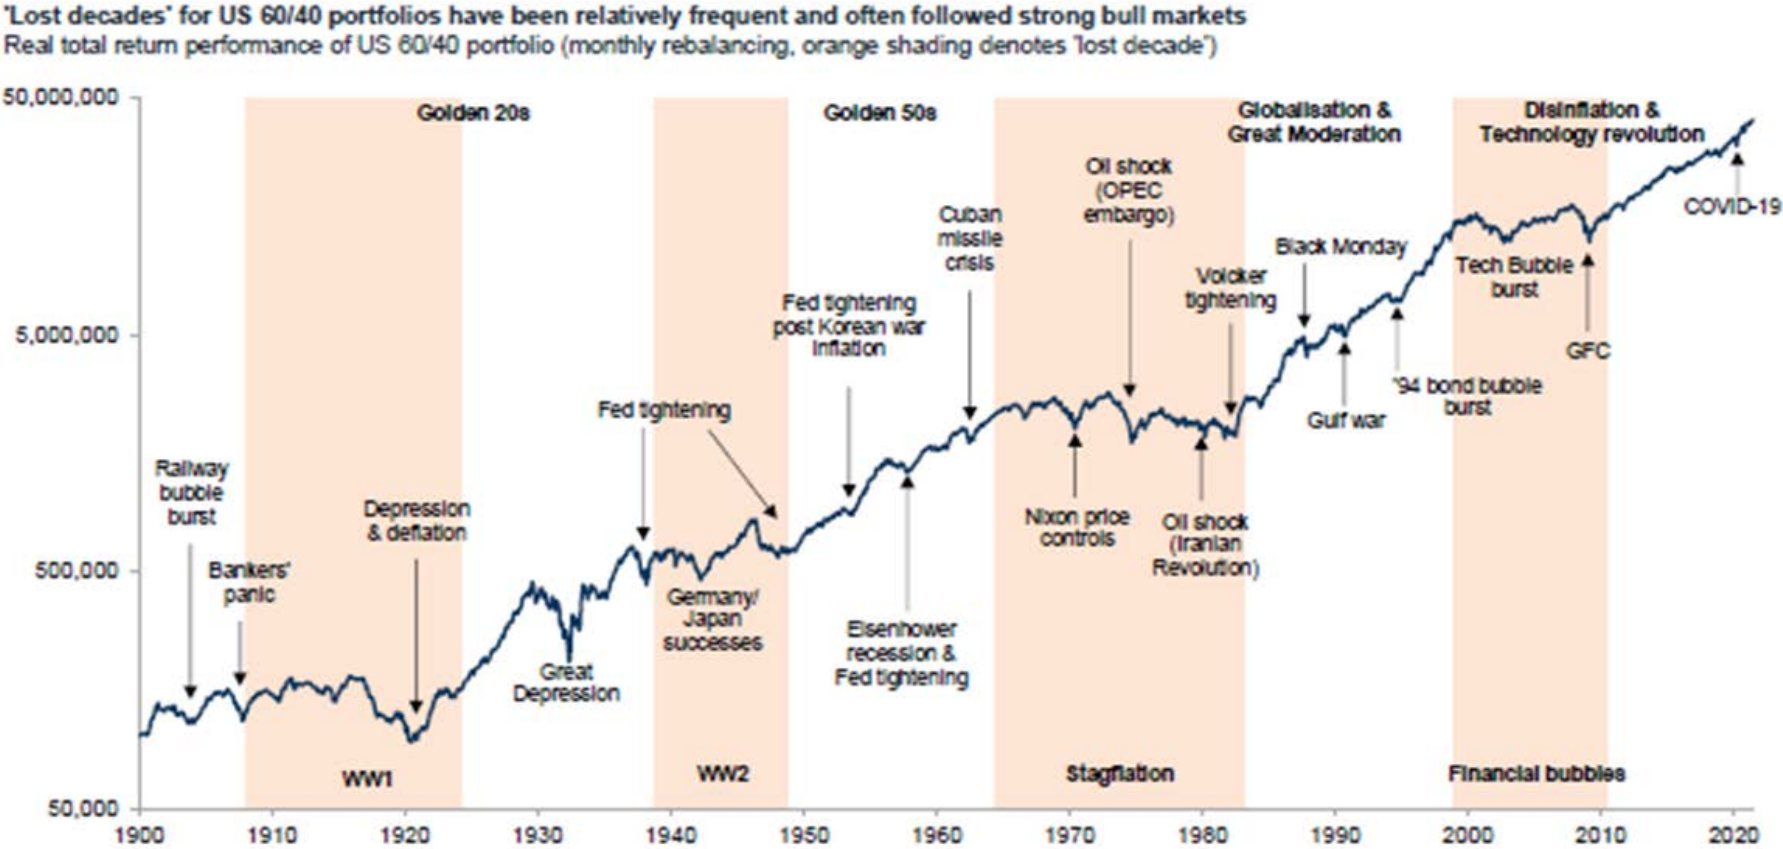 'Lost decades' for US 60/40 portfolios have been relatively frequent and often followed strong bull markets
Real total return performance of US 60/40 portfolio (monthly rebalancing, orange shading denotes 'lost decade')
50,000,000
5,000,000
500,000
50,000
Golden 20s
Golden 50s
Globalisation &
Great Moderation
Disinflation &
Technology revolution
Railway
bubble
burst
Bankers'
panic
Depression
& deflation
Great
Depression
Fed tightening
Germany/
Japan
successes
Fed tightening
post Korean war
inflation
Eisenhower
recession &
Fed tightening
Cuban
missile
crisis
Nixon price
controls
Oil shock
(OPEC
embargo)
Oil shock
(Iranian
Revolution)
Volcker
tightening
Black Monday
Gulf war
'94 bond bubble
burst
Tech Bubble
burst
GFC
COVID-19
WW1
WW2
Stagflation
Financial bubbles
1900
1910
1920
1930
1940
1950
1960
1970
1980
1990
2000
2010
2020